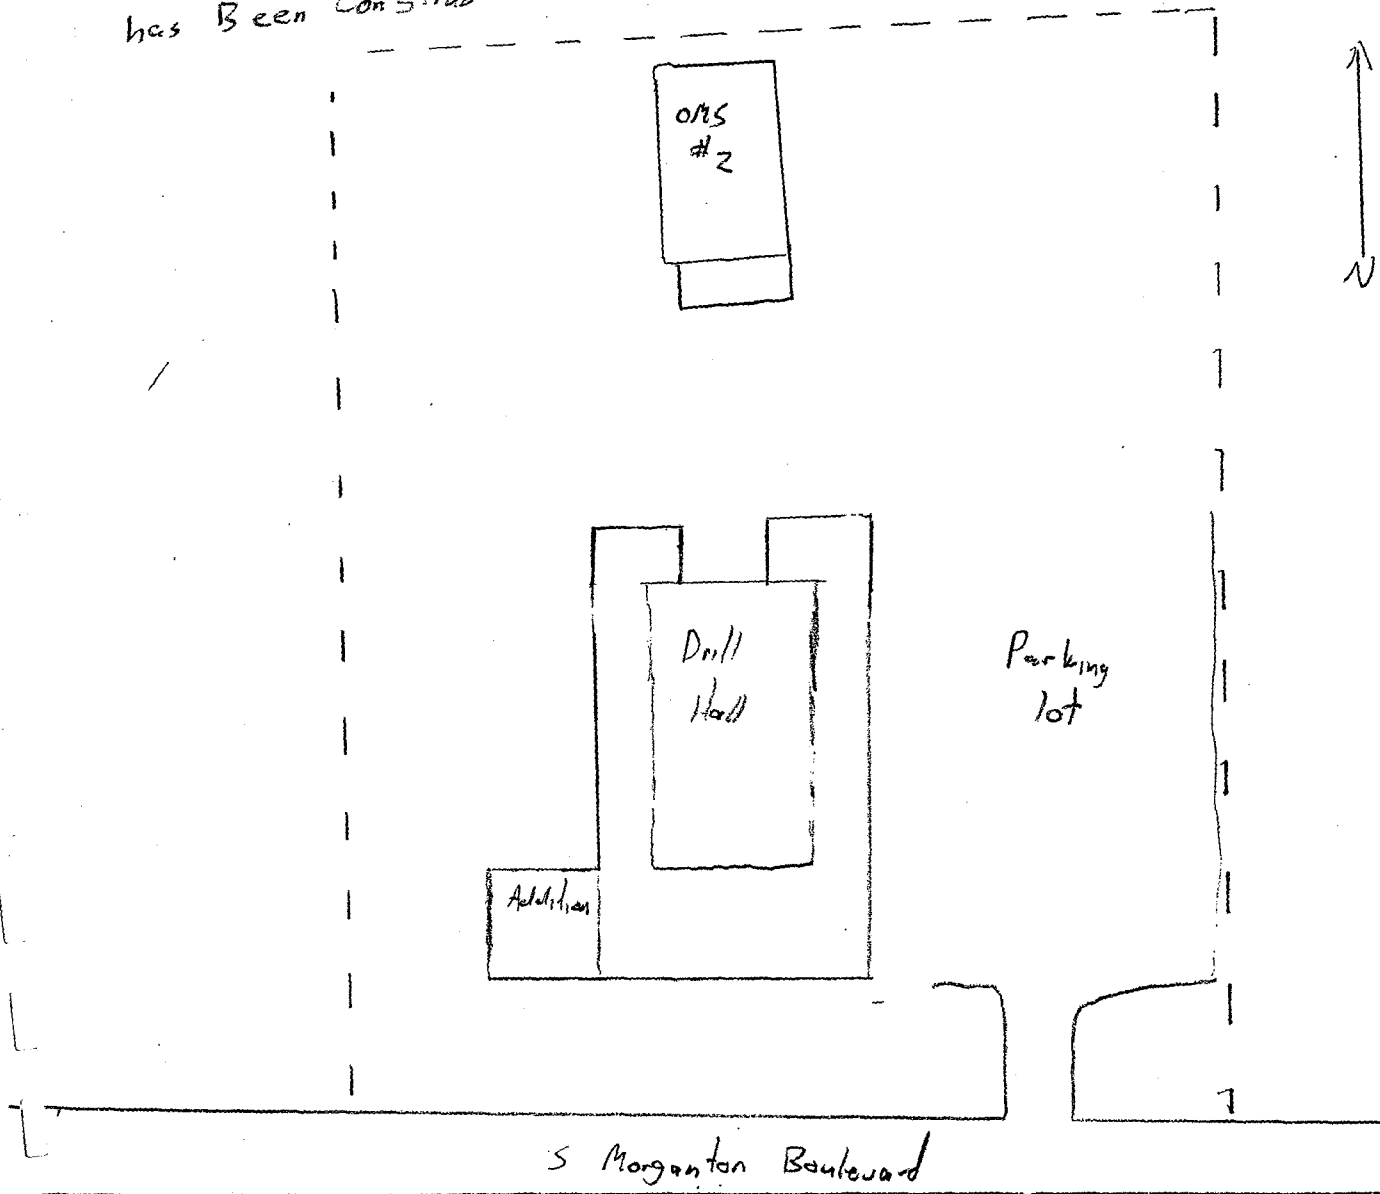 has Been
OMS
#2
N
Drill
Hall
Parking
lot
Addition
S Morganton Boulevard